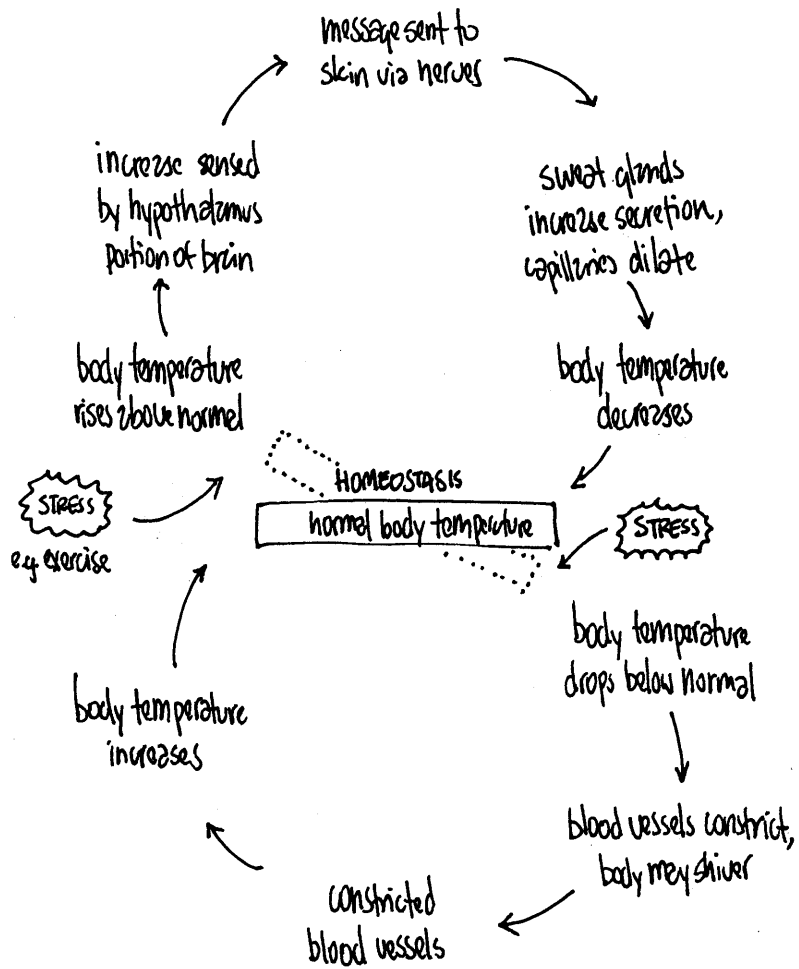 message sent to
skin via nerves
increase sensed
by hypothalamus
portion of brain
sweat glands
increase secretion,
capillaries dilate
body temperature
rises above normal
body temperature
decreases
STRESS
e.g. exercise
HOMEOSTASIS
normal body temperature
STRESS
body temperature
drops below normal
body temperature
increases
blood vessels constrict,
body may shiver
constricted
blood vessels